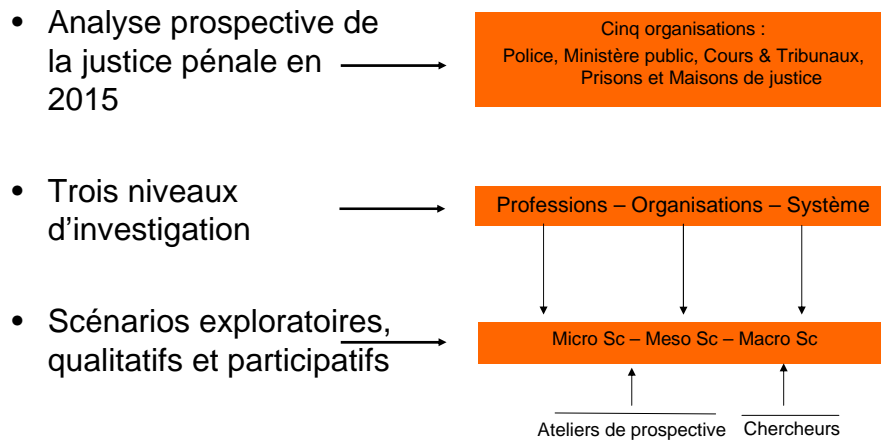 • Analyse prospective de
la justice pénale en
2015
Cinq organisations :
Police, Ministère public, Cours & Tribunaux,
Prisons et Maisons de justice
• Trois niveaux
d’investigation
Professions – Organisations – Système
• Scénarios exploratoires,
qualitatifs et participatifs
Micro Sc – Meso Sc – Macro Sc
Ateliers de prospective
Chercheurs